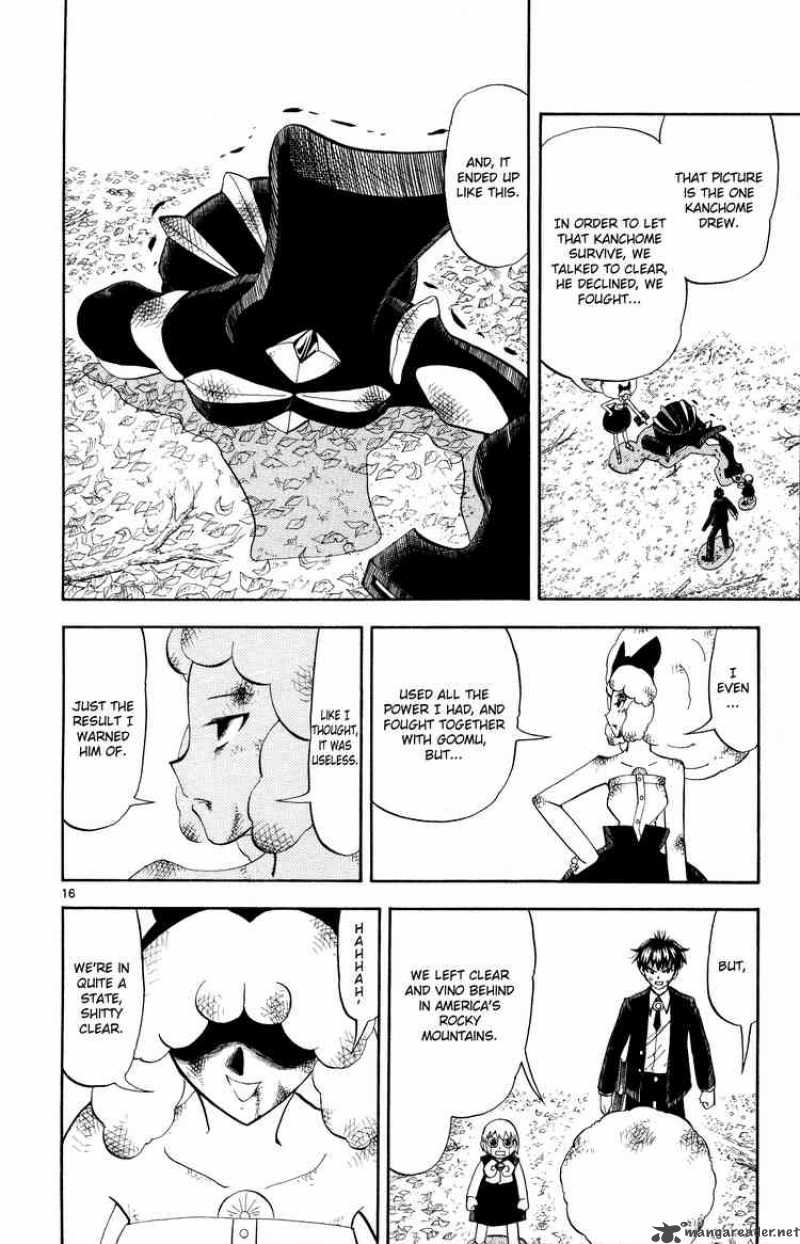 THAT PICTURE
IS THE ONE
KANCHOME
DREW.
IN ORDER TO LET
THAT KANCHOME
SURVIVE, WE
TALKED TO CLEAR,
HE DECLINED, WE
FOUGHT...
AND, IT
ENDED UP
LIKE THIS.
I
EVEN
...
USED ALL THE
POWER I HAD, AND
FOUGHT TOGETHER
WITH GOOMU,
BUT...
LIKE I
THOUGHT,
IT WAS
USELESS.
JUST THE
RESULT I
WARNED
HIM OF.
16
BUT,
WE LEFT CLEAR
AND VINO BEHIND
IN AMERICA'S
ROCKY
MOUNTAINS.
HAHHAH,
WE'RE IN
QUITE A
STATE,
SHITTY
CLEAR.
mangareader.net